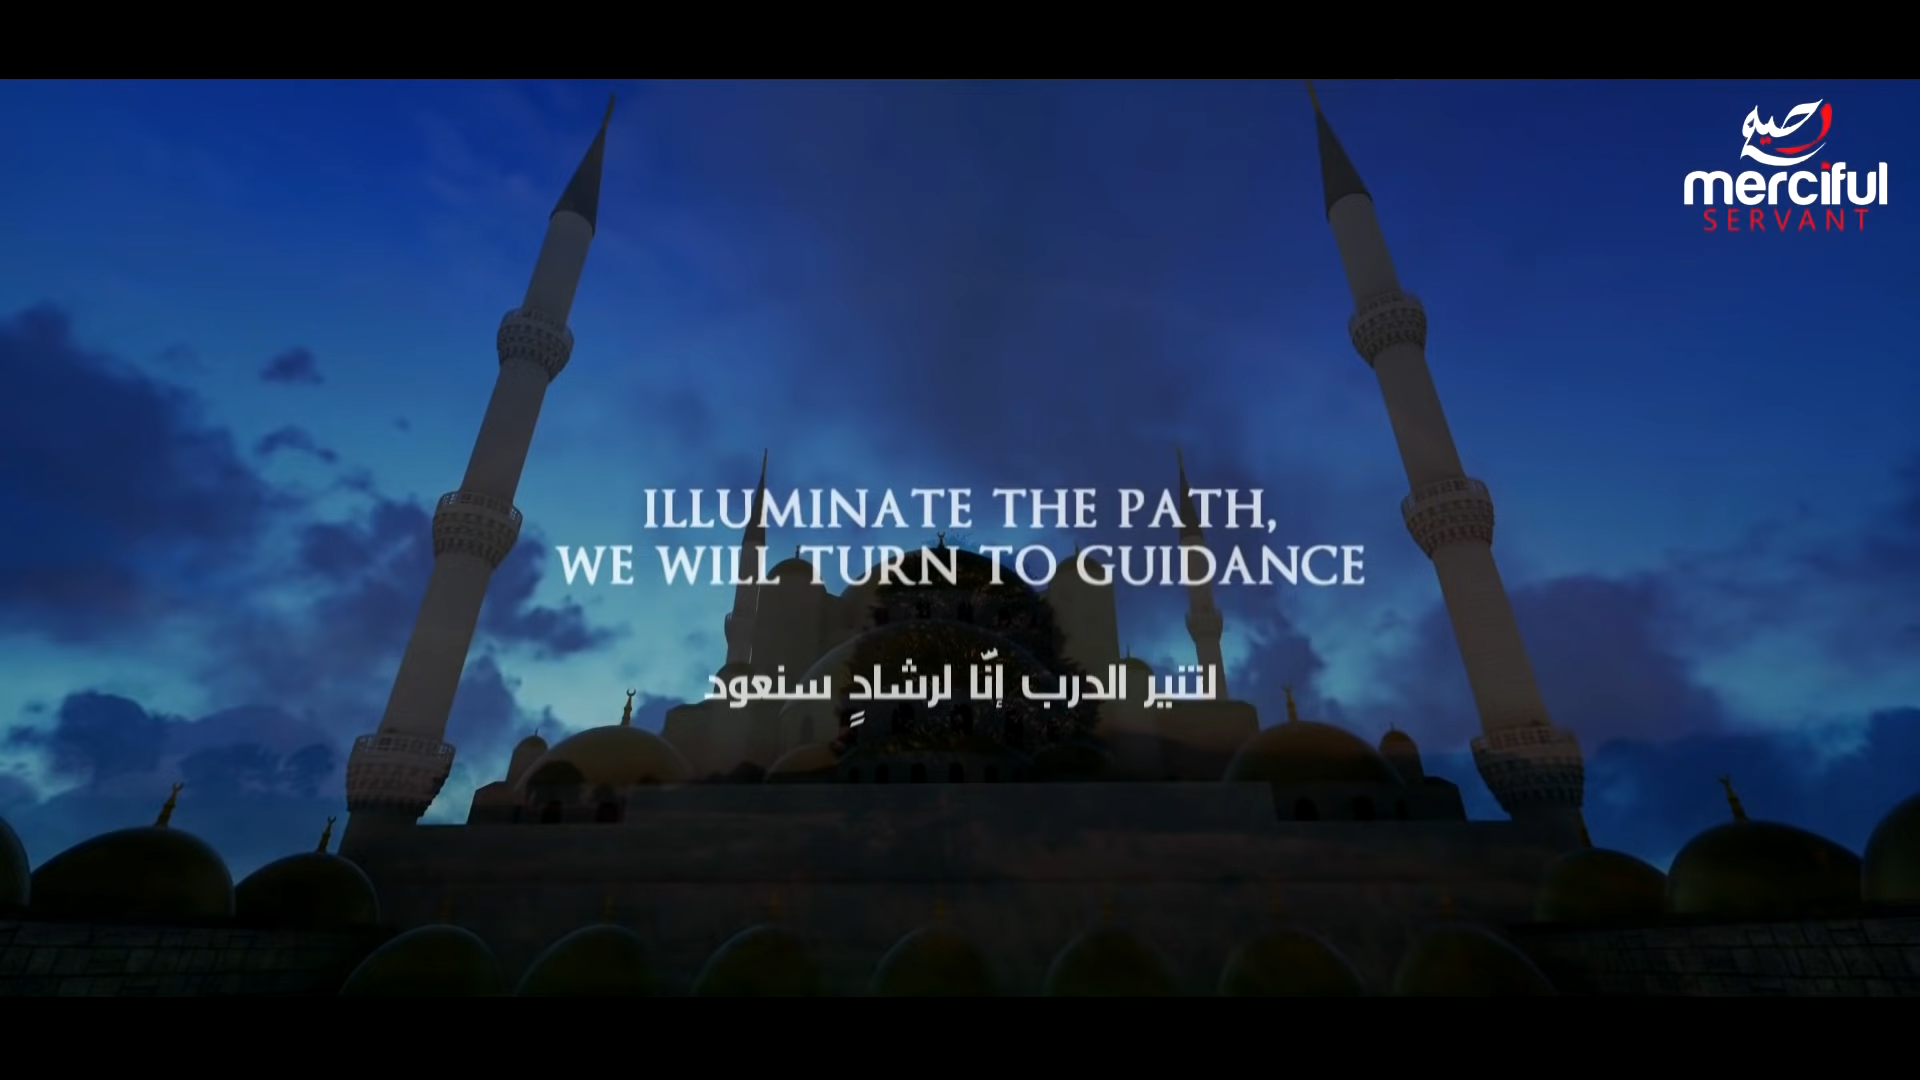 merciful
SERVANT
ILLUMINATE THE PATH,
WE WILL TURN TO GUIDANCE
لتنير الدرب إنّا لرشادٍ سنعود